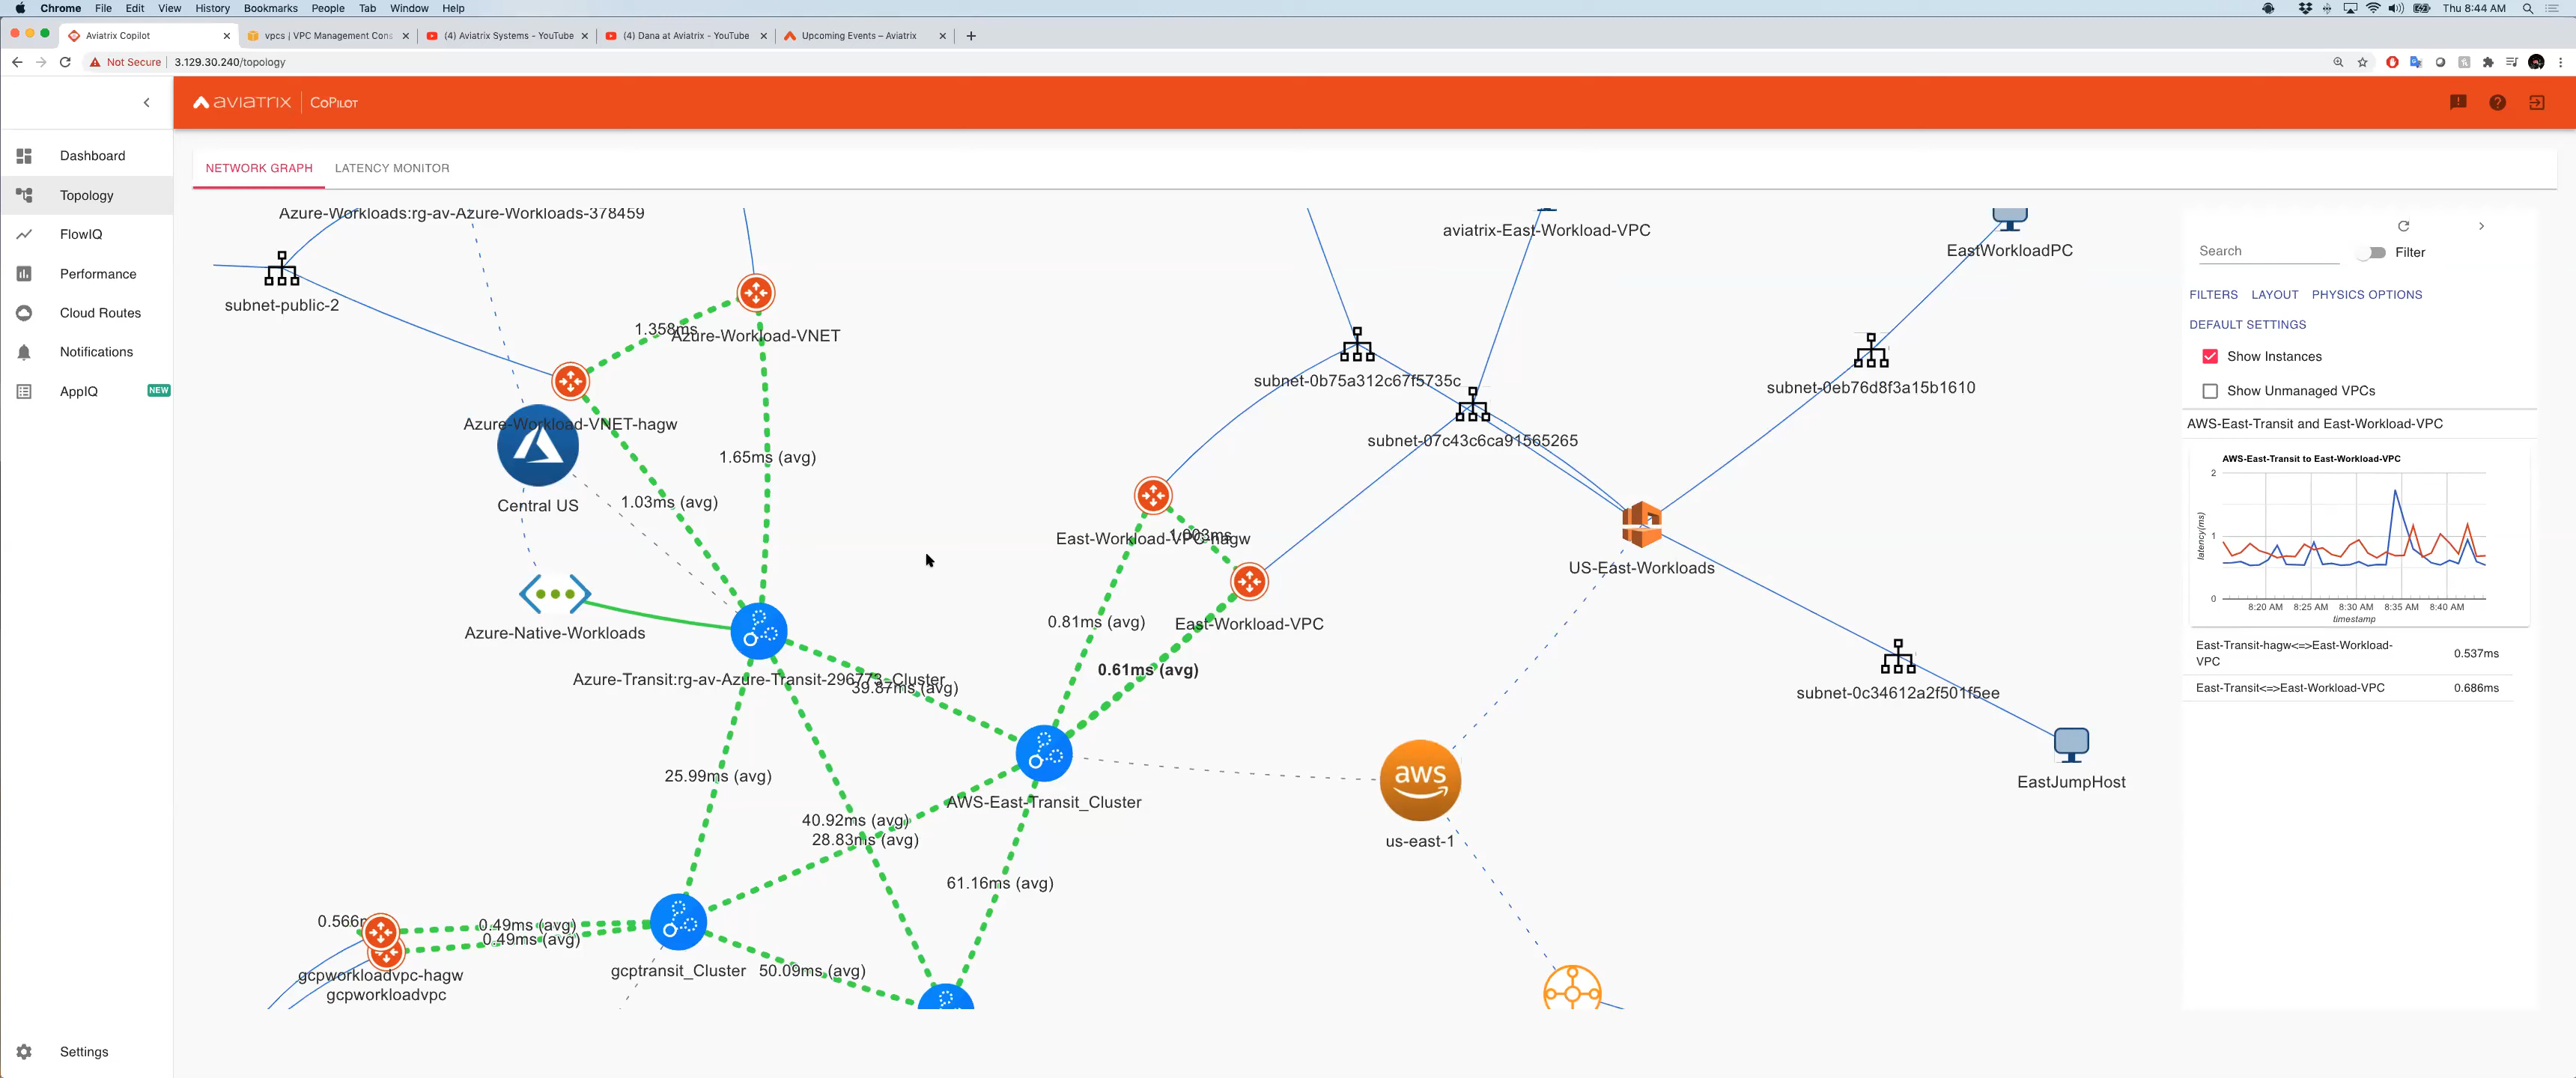 Chrome File Edit View History Bookmarks People Tab Window Help Thu 8:44 AM
Aviatrix Copilot
vpcs | VPC Management Cons
(4) Aviatrix Systems - YouTube
(4) Dana at Aviatrix - YouTube
Upcoming Events – Aviatrix
Not Secure | 3.129.30.240/topology
AVIATRIX | COPILOT
Dashboard
Topology
FlowIQ
Performance
Cloud Routes
Notifications
AppIQ NEW
Settings
NETWORK GRAPH LATENCY MONITOR
Azure-Workloads:rg-av-Azure-Workloads-378459
aviatrix-East-Workload-VPC
EastWorkloadPC
subnet-public-2
1.358ms
Azure-Workload-VNET
subnet-0b75a312c67f5735c
subnet-0eb76d8f3a15b1610
Azure-Workload-VNET-hagw
subnet-07c43c6ca91565265
1.65ms (avg)
1.03ms (avg)
Central US
East-Workload-VPC-hagw
US-East-Workloads
0.81ms (avg)
East-Workload-VPC
Azure-Native-Workloads
0.61ms (avg)
Azure-Transit:rg-av-Azure-Transit-296773_Cluster
39.87ms (avg)
subnet-0c34612a2f501f5ee
25.99ms (avg)
aws
EastJumpHost
AWS-East-Transit_Cluster
40.92ms (avg)
28.83ms (avg)
us-east-1
61.16ms (avg)
0.49ms (avg)
0.49ms (avg)
gcptransit_Cluster
50.09ms (avg)
gcpworkloadvpc-hagw
gcpworkloadvpc
Search
Filter
FILTERS LAYOUT PHYSICS OPTIONS
DEFAULT SETTINGS
Show Instances
Show Unmanaged VPCs
AWS-East-Transit and East-Workload-VPC
AWS-East-Transit to East-Workload-VPC
2
1
0
latency(ms)
8:20 AM 8:25 AM 8:30 AM 8:35 AM 8:40 AM
timestamp
East-Transit-hagw<=>East-Workload-
VPC 0.537ms
East-Transit<=>East-Workload-VPC 0.686ms